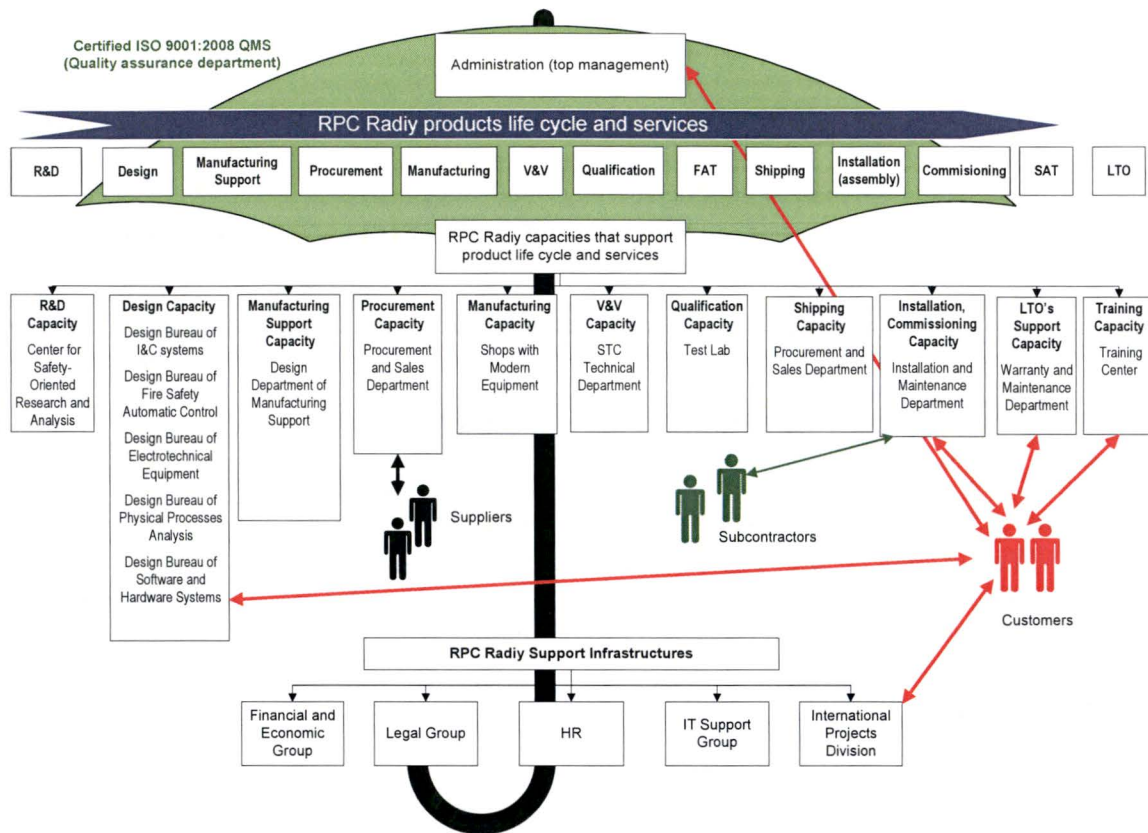 Certified ISO 9001:2008 QMS
(Quality assurance department)
Administration (top management)
RPC Radiy products life cycle and services
R&D
Design
Manufacturing
Support
Procurement
Manufacturing
V&V
Qualification
FAT
Shipping
Installation
(assembly)
Commisioning
SAT
LTO
RPC Radiy capacities that support
product life cycle and services
R&D
Capacity
Center for
Safety-
Oriented
Research and
Analysis
Design Capacity
Design Bureau of
I&C systems
Design Bureau of
Fire Safety
Automatic Control
Design Bureau of
Electrotechnical
Equipment
Design Bureau of
Physical Processes
Analysis
Design Bureau of
Software and
Hardware Systems
Manufacturing
Support
Capacity
Design
Department of
Manufacturing
Support
Procurement
Capacity
Procurement
and Sales
Department
Manufacturing
Capacity
Shops with
Modern
Equipment
V&V
Capacity
STC
Technical
Department
Qualification
Capacity
Test Lab
Shipping
Capacity
Procurement and
Sales Department
Installation,
Commissioning
Capacity
Installation and
Maintenance
Department
LTO's
Support
Capacity
Warranty and
Maintenance
Department
Training
Capacity
Training
Center
Suppliers
Subcontractors
Customers
RPC Radiy Support Infrastructures
Financial and
Economic
Group
Legal Group
HR
IT Support
Group
International
Projects
Division